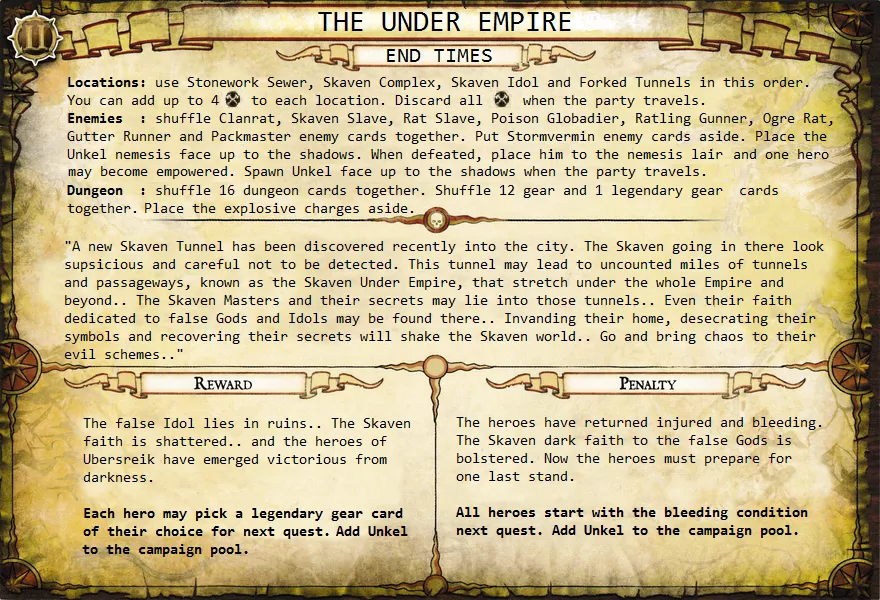 III
THE UNDER EMPIRE
END TIMES
Locations: use Stonework Sewer, Skaven Complex, Skaven Idol and Forked Tunnels in this order.
You can add up to 4 to each location. Discard all when the party travels.
Enemies : shuffle Clanrat, Skaven Slave, Rat Slave, Poison Globadier, Ratling Gunner, Ogre Rat,
Gutter Runner and Packmaster enemy cards together. Put Stormvermin enemy cards aside. Place the
Unkel nemesis face up to the shadows. When defeated, place him to the nemesis lair and one hero
may become empowered. Spawn Unkel face up to the shadows when the party travels.
Dungeon : shuffle 16 dungeon cards together. Shuffle 12 gear and 1 legendary gear cards
together. Place the explosive charges aside.
"A new Skaven Tunnel has been discovered recently into the city. The Skaven going in there look
supsicious and careful not to be detected. This tunnel may lead to uncounted miles of tunnels
and passageways, known as the Skaven Under Empire, that stretch under the whole Empire and
beyond.. The Skaven Masters and their secrets may lie into those tunnels.. Even their faith
dedicated to false Gods and Idols may be found there.. Invanding their home, desecrating their
symbols and recovering their secrets will shake the Skaven world.. Go and bring chaos to their
evil schemes.."
REWARD
The false Idol lies in ruins.. The Skaven
faith is shattered.. and the heroes of
Ubersreik have emerged victorious from
darkness.
Each hero may pick a legendary gear card
of their choice for next quest. Add Unkel
to the campaign pool.
PENALTY
The heroes have returned injured and bleeding.
The Skaven dark faith to the false Gods is
bolstered. Now the heroes must prepare for
one last stand.
All heroes start with the bleeding condition
next quest. Add Unkel to the campaign pool.